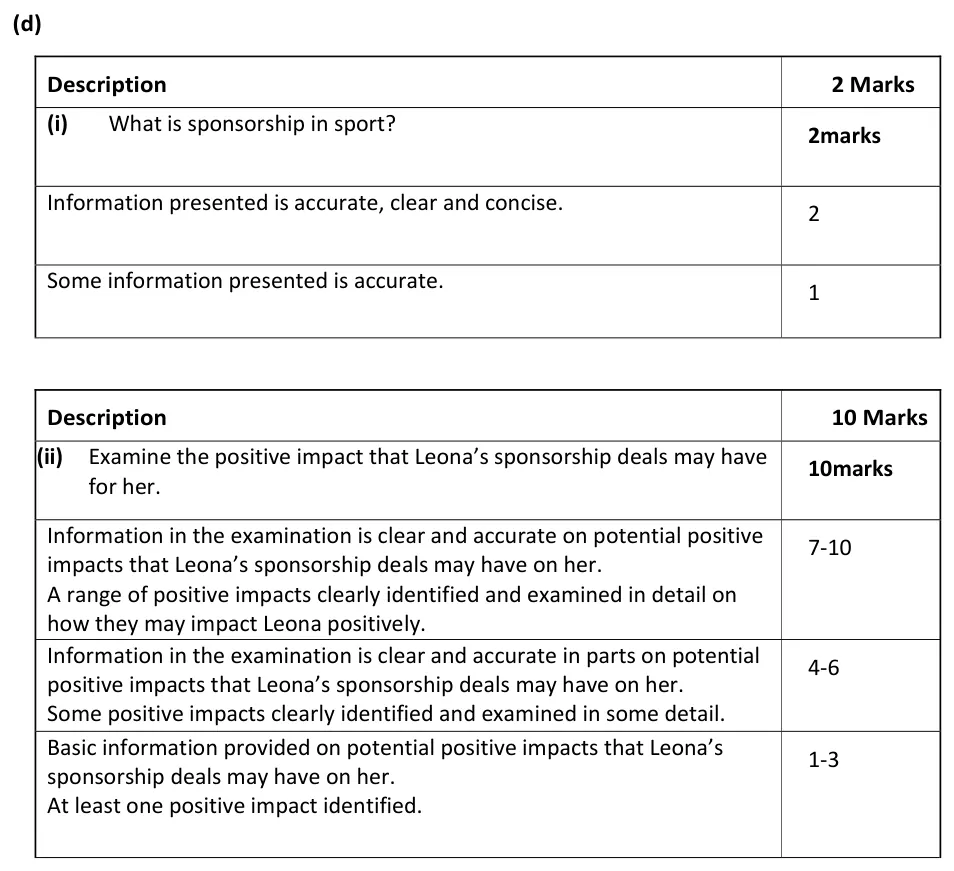 (d)
Description 2 Marks
(i) What is sponsorship in sport? 2marks
Information presented is accurate, clear and concise. 2
Some information presented is accurate. 1
Description 10 Marks
(ii) Examine the positive impact that Leona’s sponsorship deals may have
for her.
10marks
Information in the examination is clear and accurate on potential positive
impacts that Leona’s sponsorship deals may have on her.
A range of positive impacts clearly identified and examined in detail on
how they may impact Leona positively.
7-10
Information in the examination is clear and accurate in parts on potential
positive impacts that Leona’s sponsorship deals may have on her.
Some positive impacts clearly identified and examined in some detail.
4-6
Basic information provided on potential positive impacts that Leona’s
sponsorship deals may have on her.
At least one positive impact identified.
1-3